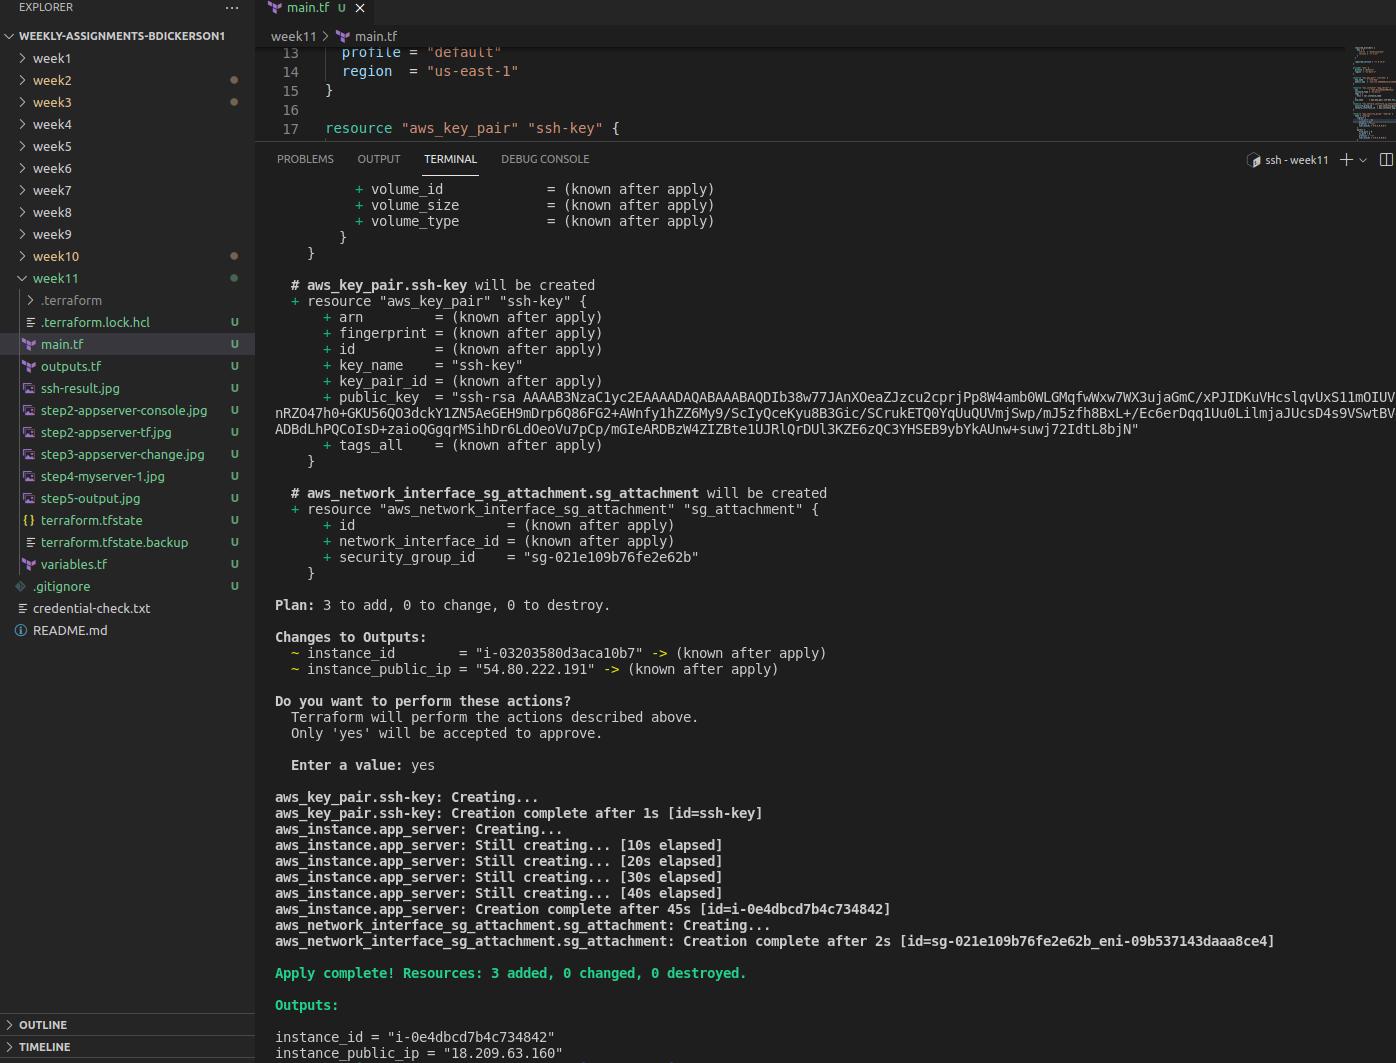 EXPLORER
···
WEEKLY-ASSIGNMENTS-BDICKERSON1
week1
week2
week3
week4
week5
week6
week7
week8
week9
week10
week11
.terraform
.terraform.lock.hcl U
main.tf U
outputs.tf U
ssh-result.jpg U
step2-appserver-console.jpg U
step2-appserver-tf.jpg U
step3-appserver-change.jpg U
step4-myserver-1.jpg U
step5-output.jpg U
{} terraform.tfstate U
terraform.tfstate.backup U
variables.tf U
.gitignore U
credential-check.txt
README.md
OUTLINE
TIMELINE
main.tf U
week11 > main.tf
13 profile = "default"
14 region = "us-east-1"
15 }
16
17 resource "aws_key_pair" "ssh-key" {
PROBLEMS OUTPUT TERMINAL DEBUG CONSOLE
ssh - week11
+ volume_id = (known after apply)
+ volume_size = (known after apply)
+ volume_type = (known after apply)
}
}
# aws_key_pair.ssh-key will be created
+ resource "aws_key_pair" "ssh-key" {
+ arn = (known after apply)
+ fingerprint = (known after apply)
+ id = (known after apply)
+ key_name = "ssh-key"
+ key_pair_id = (known after apply)
+ public_key = "ssh-rsa AAAAB3NzaC1yc2EAAAADAQABAAABAQDIb38w77JAnXOeaZJzcu2cprjPp8W4amb0WLGMqfwWxw7WX3ujaGmC/xPJIDKuVHcslqvUxS11mOIUV
nRZO47h0+GKU56QO3dckY1ZN5AeGEH9mDrp6Q86FG2+AWnfy1hZZ6My9/ScIyQceKyu8B3Gic/SCrukETQ0YqUuQUVmjSwp/mJ5zfh8BxL+/Ec6erDqq1Uu0LilmjaJUcsD4s9VSwtBV
ADBdLhPQCoIsD+zaioQGgqrMSihDr6LdOeoVu7pCp/mGIeARDBzW4ZIZBte1UJRlQrDUl3KZE6zQC3YHSEB9ybYkAUnw+suwj72IdtL8bjN"
+ tags_all = (known after apply)
}
# aws_network_interface_sg_attachment.sg_attachment will be created
+ resource "aws_network_interface_sg_attachment" "sg_attachment" {
+ id = (known after apply)
+ network_interface_id = (known after apply)
+ security_group_id = "sg-021e109b76fe2e62b"
}
Plan: 3 to add, 0 to change, 0 to destroy.
Changes to Outputs:
~ instance_id = "i-03203580d3aca10b7" -> (known after apply)
~ instance_public_ip = "54.80.222.191" -> (known after apply)
Do you want to perform these actions?
Terraform will perform the actions described above.
Only 'yes' will be accepted to approve.
Enter a value: yes
aws_key_pair.ssh-key: Creating...
aws_key_pair.ssh-key: Creation complete after 1s [id=ssh-key]
aws_instance.app_server: Creating...
aws_instance.app_server: Still creating... [10s elapsed]
aws_instance.app_server: Still creating... [20s elapsed]
aws_instance.app_server: Still creating... [30s elapsed]
aws_instance.app_server: Still creating... [40s elapsed]
aws_instance.app_server: Creation complete after 45s [id=i-0e4dbcd7b4c734842]
aws_network_interface_sg_attachment.sg_attachment: Creating...
aws_network_interface_sg_attachment.sg_attachment: Creation complete after 2s [id=sg-021e109b76fe2e62b_eni-09b537143daaa8ce4]
Apply complete! Resources: 3 added, 0 changed, 0 destroyed.
Outputs:
instance_id = "i-0e4dbcd7b4c734842"
instance_public_ip = "18.209.63.160"